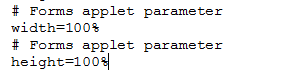 # Forms applet parameter
width=100%
# Forms applet parameter
height=100%